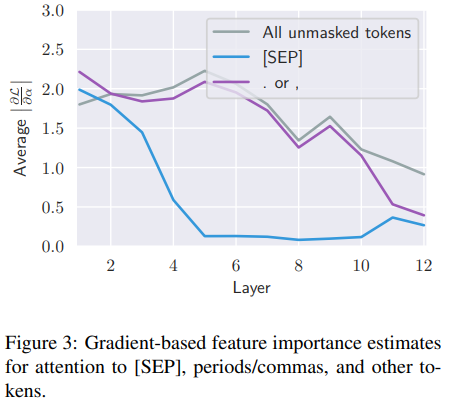 3.0
2.5
2.0
1.5
1.0
0.5
0.0
Average |∂L/∂α|
All unmasked tokens
[SEP]
. or ,
2 4 6 8 10 12
Layer
Figure 3: Gradient-based feature importance estimates
for attention to [SEP], periods/commas, and other to-
kens.